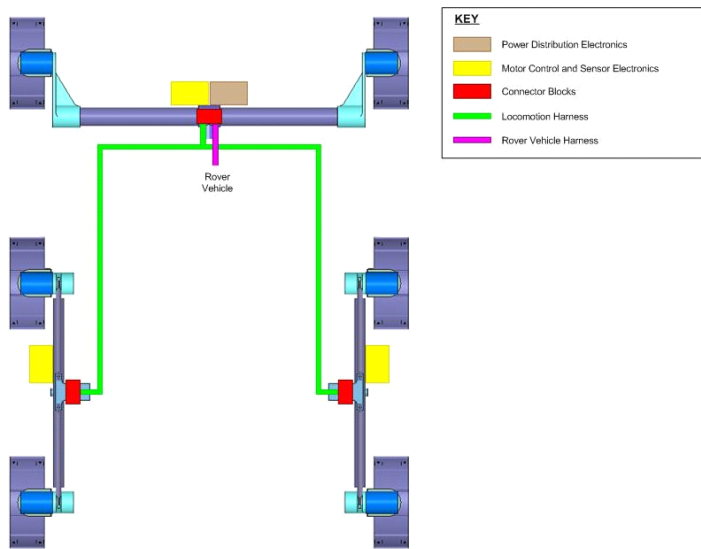 KEY
Power Distribution Electronics
Motor Control and Sensor Electronics
Connector Blocks
Locomotion Harness
Rover Vehicle Harness
Rover
Vehicle